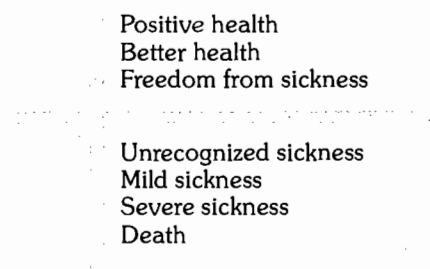 Positive health
Better health
Freedom from sickness
Unrecognized sickness
Mild sickness
Severe sickness
Death